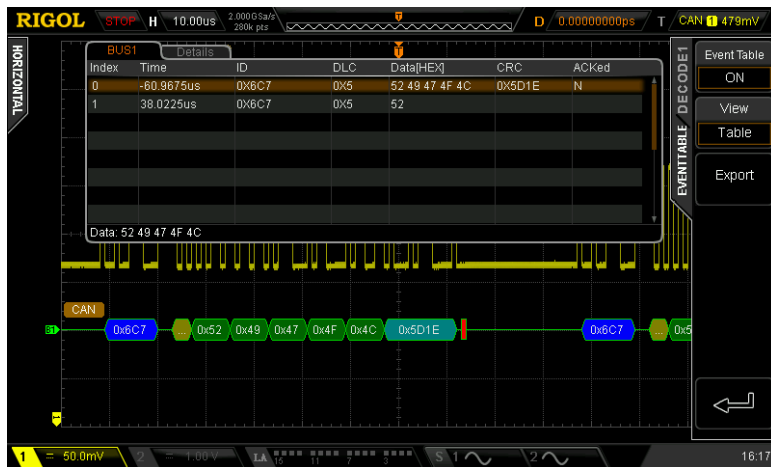 RIGOL STOP H 10.00us 2.000GSa/s 280k pts D 0.00000000ps T CAN 1 479mV
HORIZONTAL
BUS1 Details
Index Time ID DLC Data[HEX] CRC ACKed
0 -60.9675us 0X6C7 0X5 52 49 47 4F 4C 0X5D1E N
1 38.0225us 0X6C7 0X5 52
Data: 52 49 47 4F 4C
DECODE1
EVENTTABLE
Event Table
ON
View
Table
Export
CAN
B1 0x6C7 ... 0x52 0x49 0x47 0x4F 0x4C 0x5D1E 0x6C7 ... 0x5
1 = 50.0mV 2 = 1.00 V LA 15 11 7 3 S 1 2 16:17